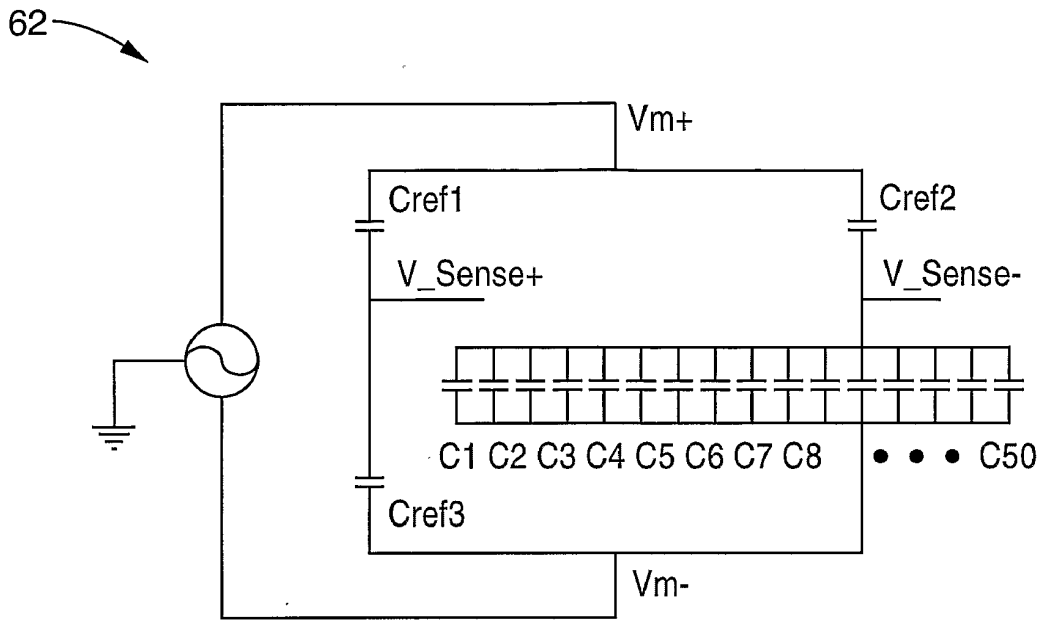 62
Vm+
Cref1
Cref2
V_Sense+
V_Sense-
C1 C2 C3 C4 C5 C6 C7 C8 ● ● ● C50
Cref3
Vm-